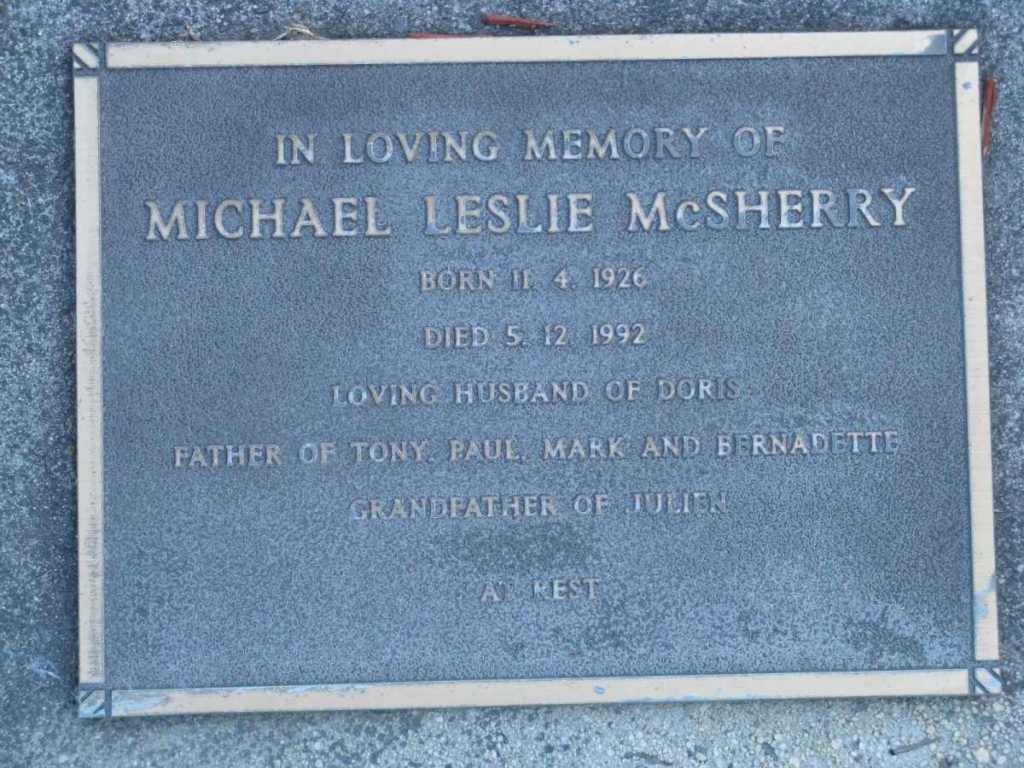 IN LOVING MEMORY OF
MICHAEL LESLIE McSHERRY
BORN 11. 4. 1926
DIED 5. 12. 1992
LOVING HUSBAND OF DORIS
FATHER OF TONY, PAUL, MARK AND BERNADETTE
GRANDFATHER OF JULIEN
AT REST